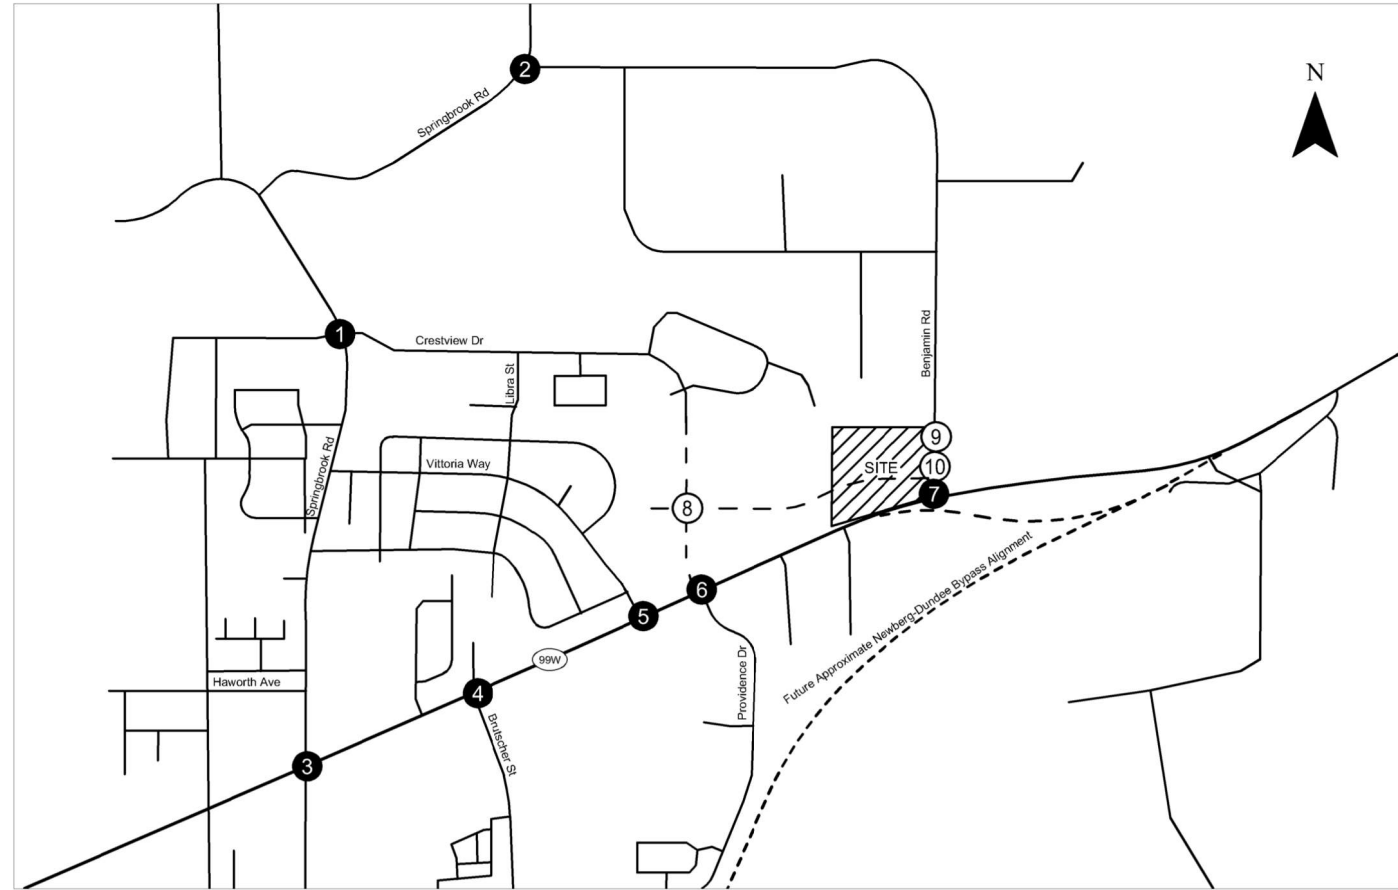 N
2
Springbrook Rd
1
Crestview Dr
Libra St
Benjamin Rd
Springbrook Rd
Vittoria Way
9
SITE
10
7
8
6
5
99W
Future Approximate Newberg-Dundee Bypass Alignment
Haworth Ave
Providence Dr
4
Brutscher St
3